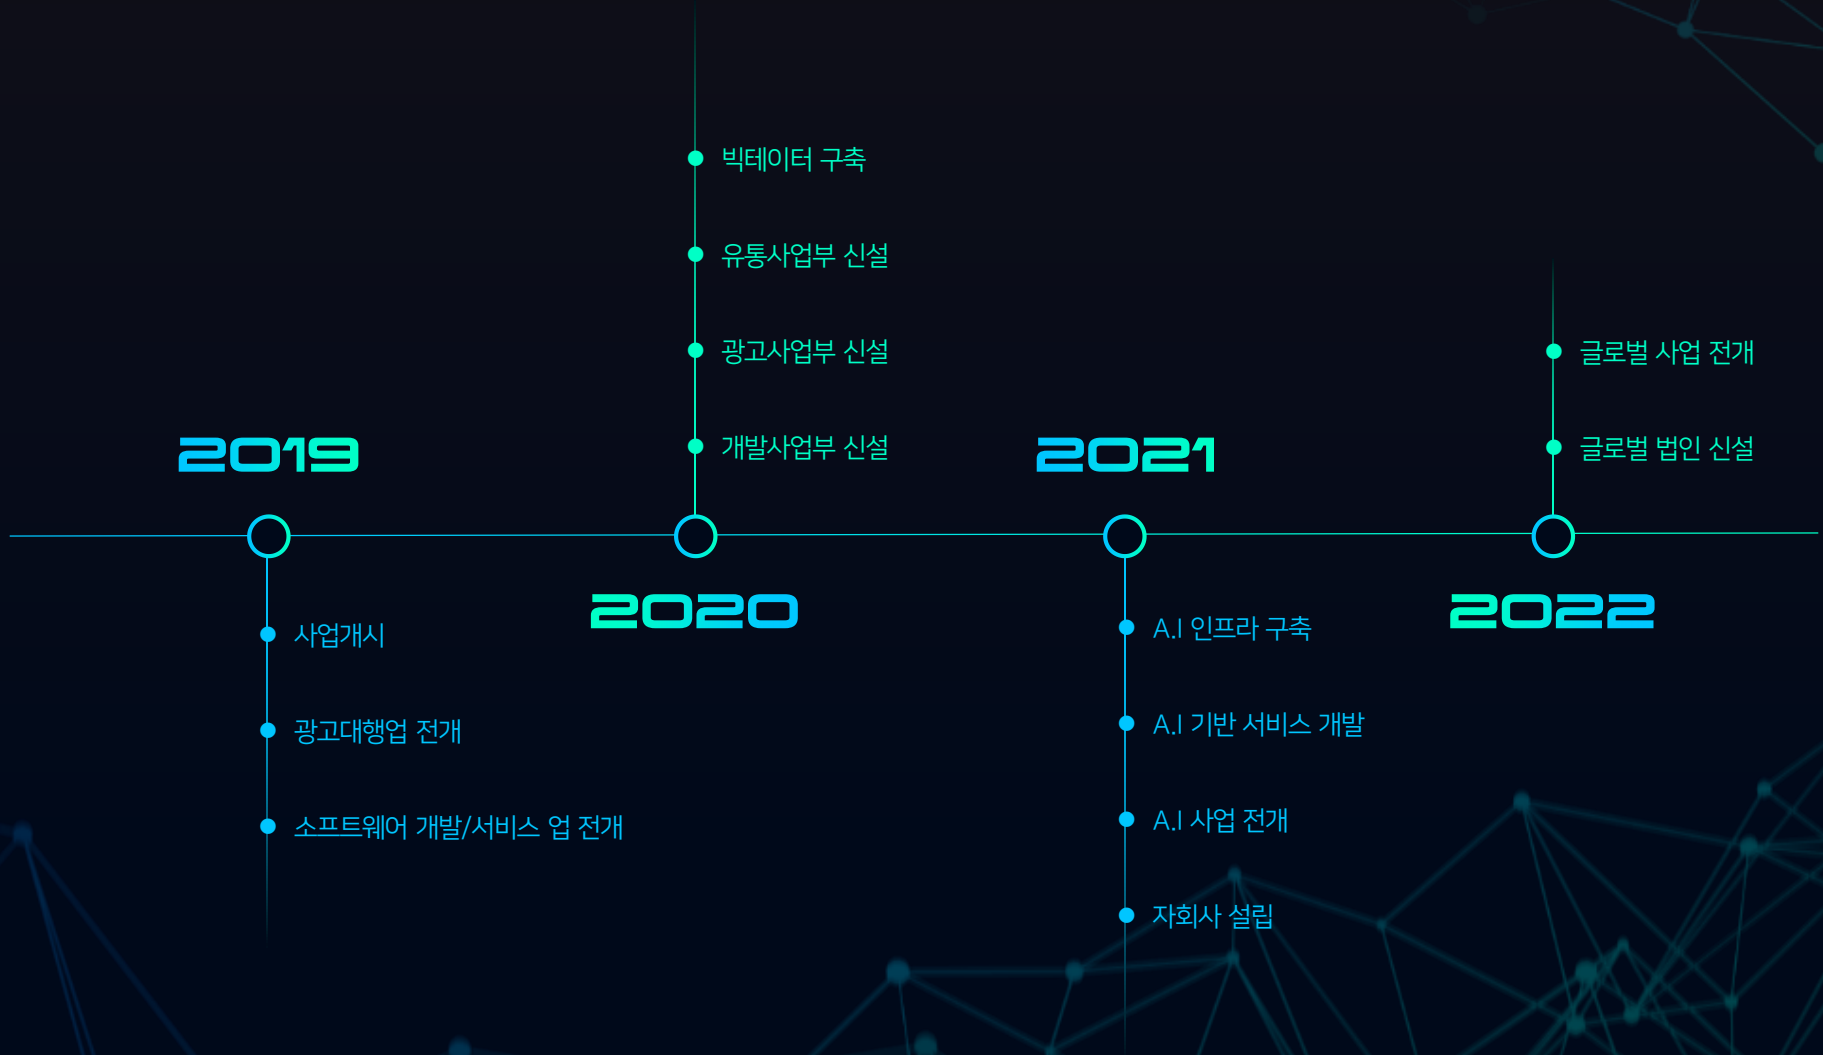 2019
사업개시
광고대행업 전개
소프트웨어 개발/서비스 업 전개
빅테이터 구축
유통사업부 신설
광고사업부 신설
개발사업부 신설
2020
2021
A.I 인프라 구축
A.I 기반 서비스 개발
A.I 사업 전개
자회사 설립
글로벌 사업 전개
글로벌 법인 신설
2022